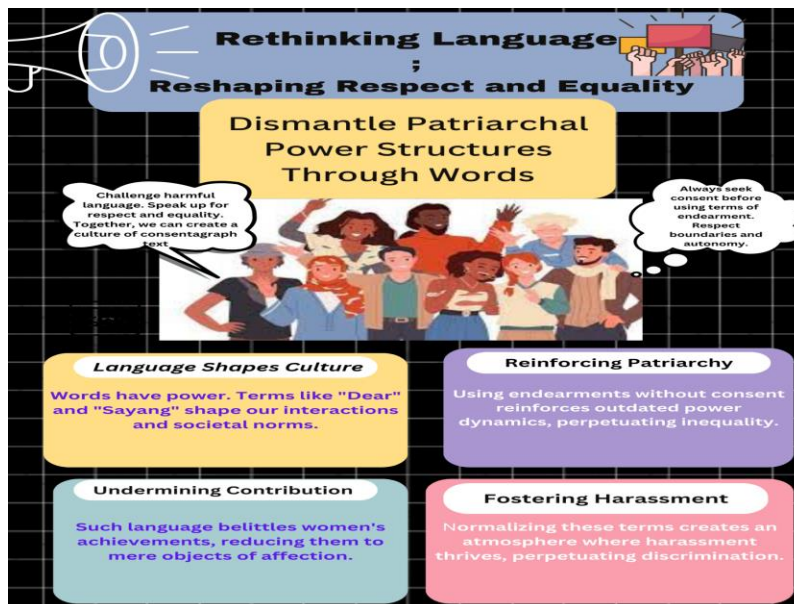 Rethinking Language
;
Reshaping Respect and Equality
Dismantle Patriarchal
Power Structures
Through Words
Challenge harmful
language. Speak up for
respect and equality.
Together, we can create a
culture of consentagraph
text
Always seek
consent before
using terms of
endearment.
Respect
boundaries and
autonomy.
Language Shapes Culture
Words have power. Terms like "Dear"
and "Sayang" shape our interactions
and societal norms.
Reinforcing Patriarchy
Using endearments without consent
reinforces outdated power
dynamics, perpetuating inequality.
Undermining Contribution
Such language belittles women's
achievements, reducing them to
mere objects of affection.
Fostering Harassment
Normalizing these terms creates an
atmosphere where harassment
thrives, perpetuating discrimination.